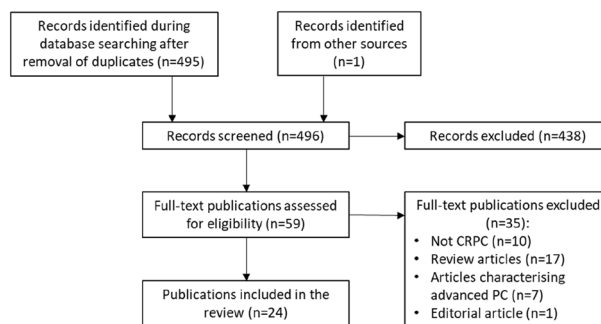 Records identified during
database searching after
removal of duplicates (n=495)
Records identified
from other sources
(n=1)
Records screened (n=496)
Records excluded (n=438)
Full-text publications assessed
for eligibility (n=59)
Full-text publications excluded
(n=35):
• Not CRPC (n=10)
• Review articles (n=17)
• Articles characterising
advanced PC (n=7)
• Editorial article (n=1)
Publications included in the
review (n=24)